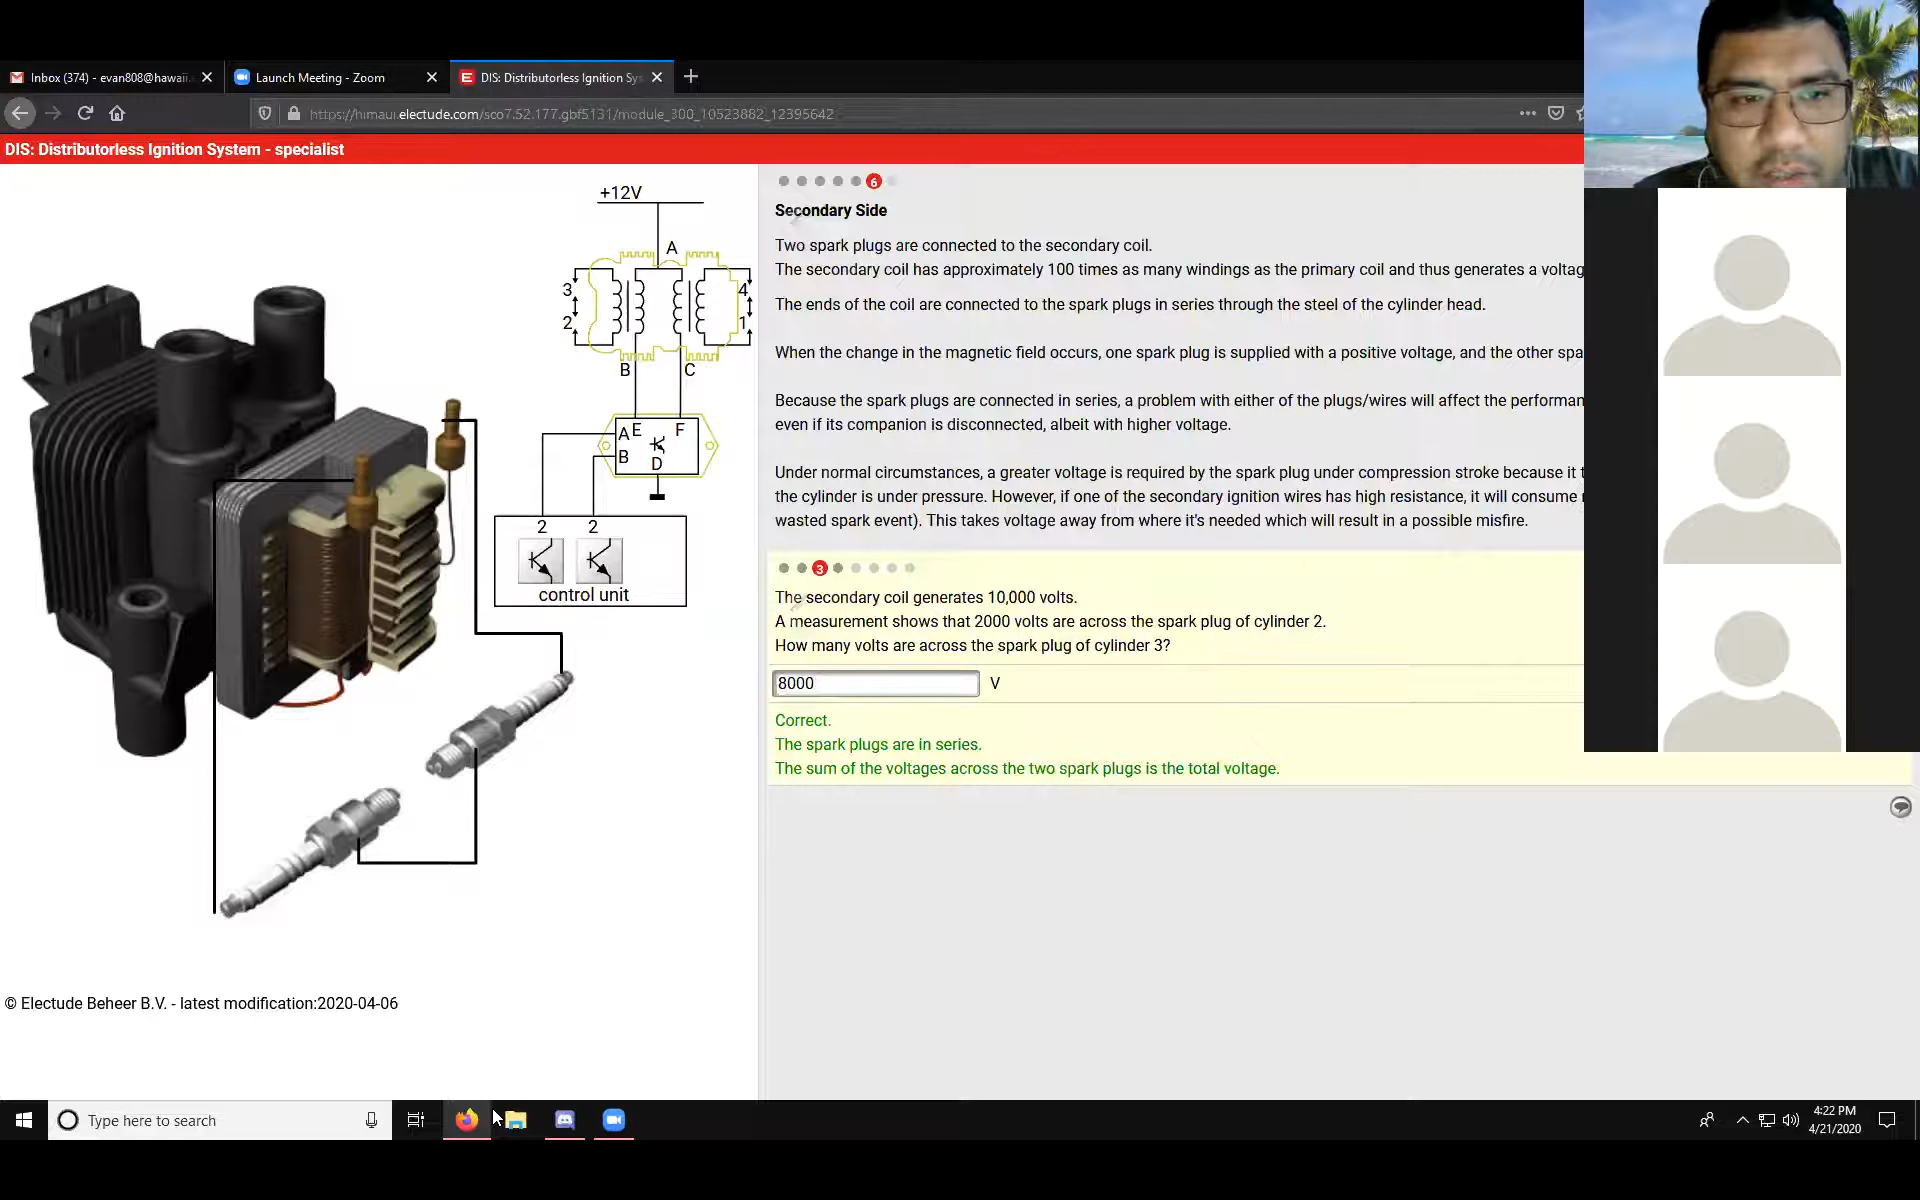 Inbox (374) - evan808@hawaii.
Launch Meeting - Zoom
DIS: Distributorless Ignition Sys
https://himaui.electude.com/sco7.52.177.gbf5131/module_300_10523882_12395642
DIS: Distributorless Ignition System - specialist
+12V
A
3
4
2
1
B
C
A
E
F
B
D
2
2
control unit
© Electude Beheer B.V. - latest modification:2020-04-06
6
Secondary Side
Two spark plugs are connected to the secondary coil.
The secondary coil has approximately 100 times as many windings as the primary coil and thus generates a voltag
The ends of the coil are connected to the spark plugs in series through the steel of the cylinder head.
When the change in the magnetic field occurs, one spark plug is supplied with a positive voltage, and the other spa
Because the spark plugs are connected in series, a problem with either of the plugs/wires will affect the performan
even if its companion is disconnected, albeit with higher voltage.
Under normal circumstances, a greater voltage is required by the spark plug under compression stroke because it t
the cylinder is under pressure. However, if one of the secondary ignition wires has high resistance, it will consume
wasted spark event). This takes voltage away from where it's needed which will result in a possible misfire.
3
The secondary coil generates 10,000 volts.
A measurement shows that 2000 volts are across the spark plug of cylinder 2.
How many volts are across the spark plug of cylinder 3?
8000 V
Correct.
The spark plugs are in series.
The sum of the voltages across the two spark plugs is the total voltage.
Type here to search
4:22 PM
4/21/2020